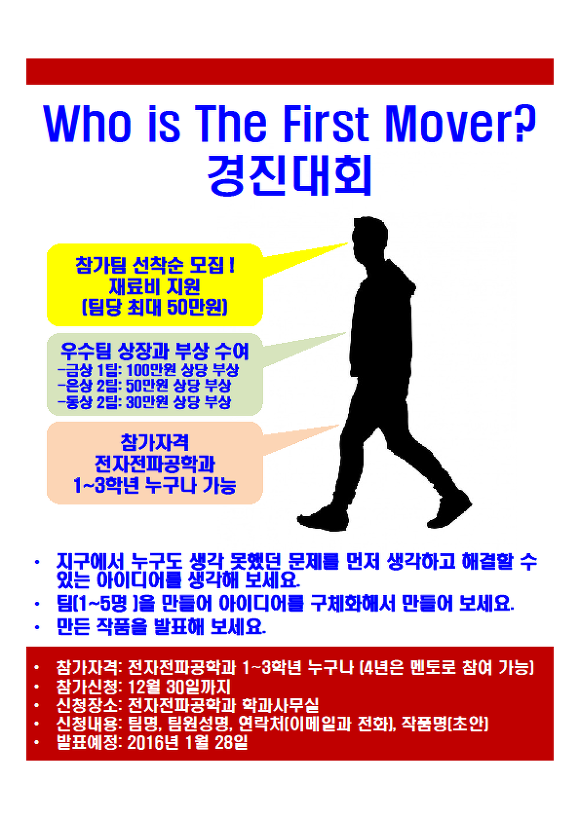 Who is The First Mover?
경진대회
참가팀 선착순 모집 !
재료비 지원
(팀당 최대 50만원)
우수팀 상장과 부상 수여
-금상 1팀: 100만원 상당 부상
-은상 2팀: 50만원 상당 부상
-동상 2팀: 30만원 상당 부상
참가자격
전자전파공학과
1~3학년 누구나 가능
• 지구에서 누구도 생각 못했던 문제를 먼저 생각하고 해결할 수
있는 아이디어를 생각해 보세요.
• 팀(1~5명 )을 만들어 아이디어를 구체화해서 만들어 보세요.
• 만든 작품을 발표해 보세요.
• 참가자격: 전자전파공학과 1~3학년 누구나 (4년은 멘토로 참여 가능)
• 참가신청: 12월 30일까지
• 신청장소: 전자전파공학과 학과사무실
• 신청내용: 팀명, 팀원성명, 연락처(이메일과 전화), 작품명(초안)
• 발표예정: 2016년 1월 28일